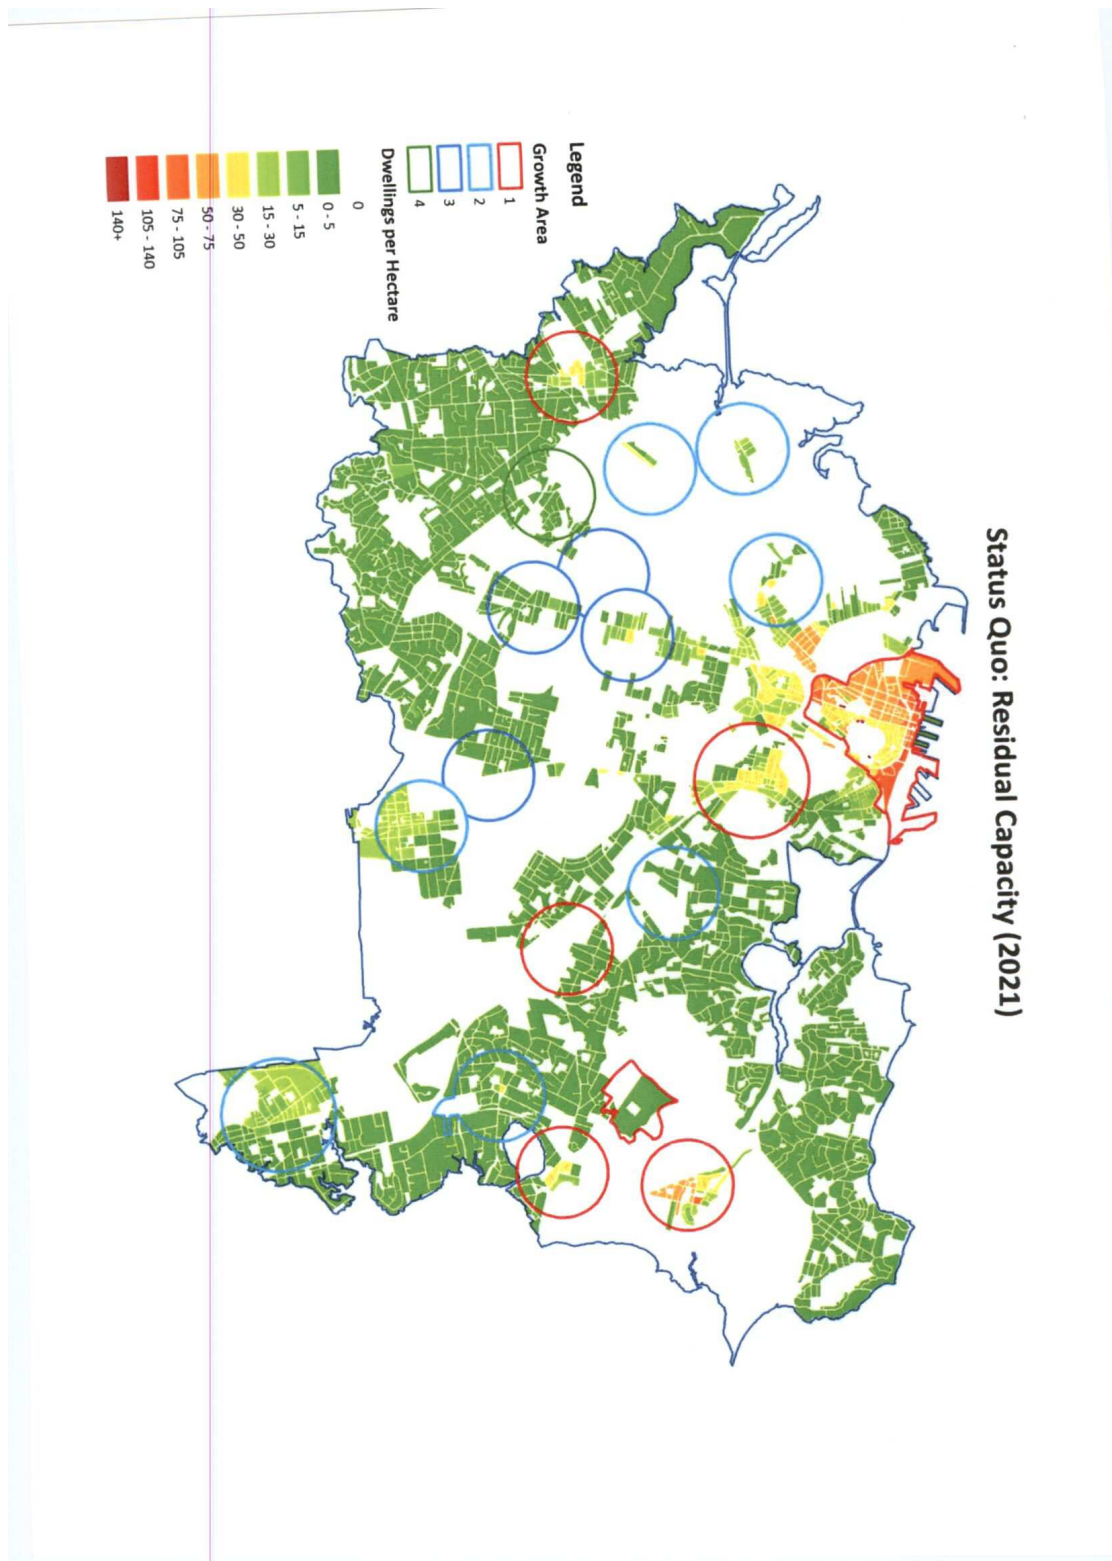 Status Quo: Residual Capacity (2021)
Legend
Growth Area
1
2
3
4
Dwellings per Hectare
0
0 - 5
5 - 15
15 - 30
30 - 50
50 - 75
75 - 105
105 - 140
140+